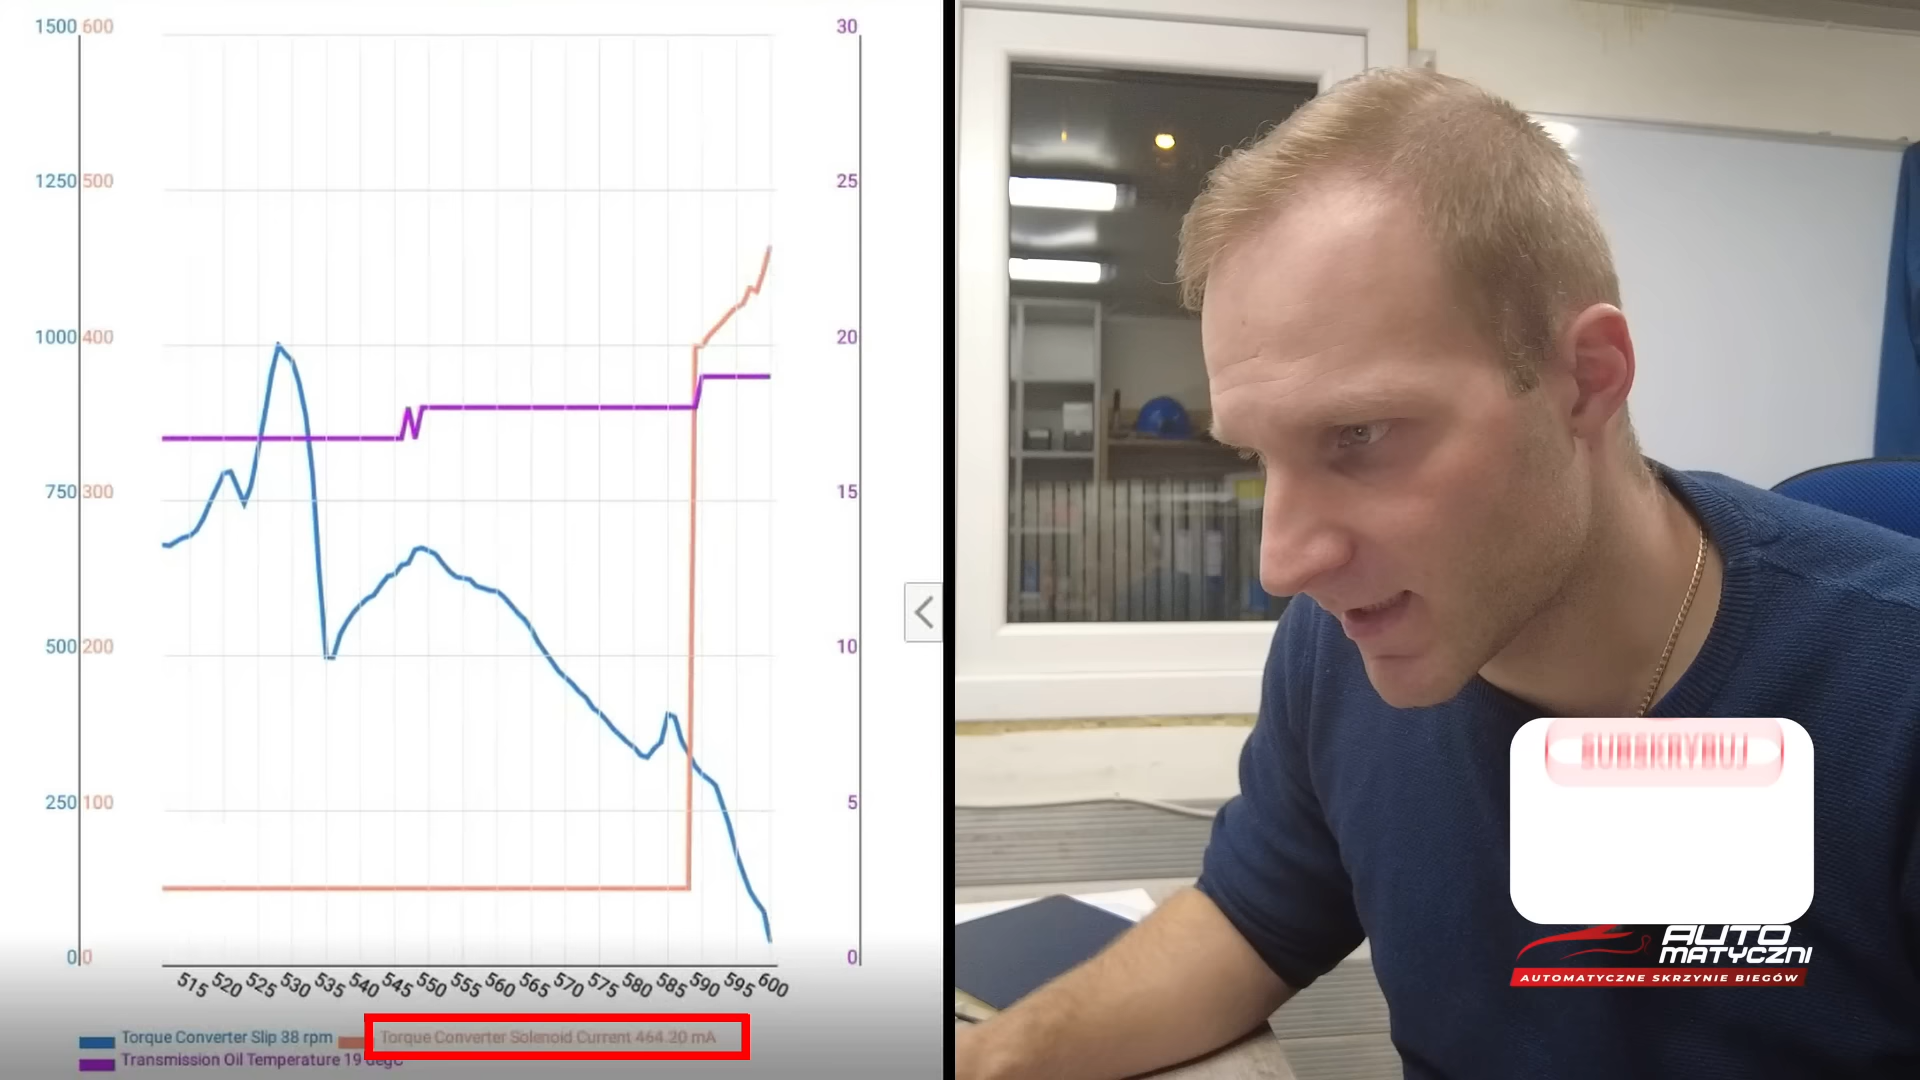 1500 600 30
1250 500 25
1000 400 20
750 300 15
500 200 10
250 100 5
0 0 0
515 520 525 530 535 540 545 550 555 560 565 570 575 580 585 590 595 600
Torque Converter Slip 38 rpm Torque Converter Solenoid Current 464.20 mA
Transmission Oil Temperature 19 degC
SUBSKRYBUJ
AUTO
MATYCZNI
AUTOMATYCZNE SKRZYNIE BIEGÓW